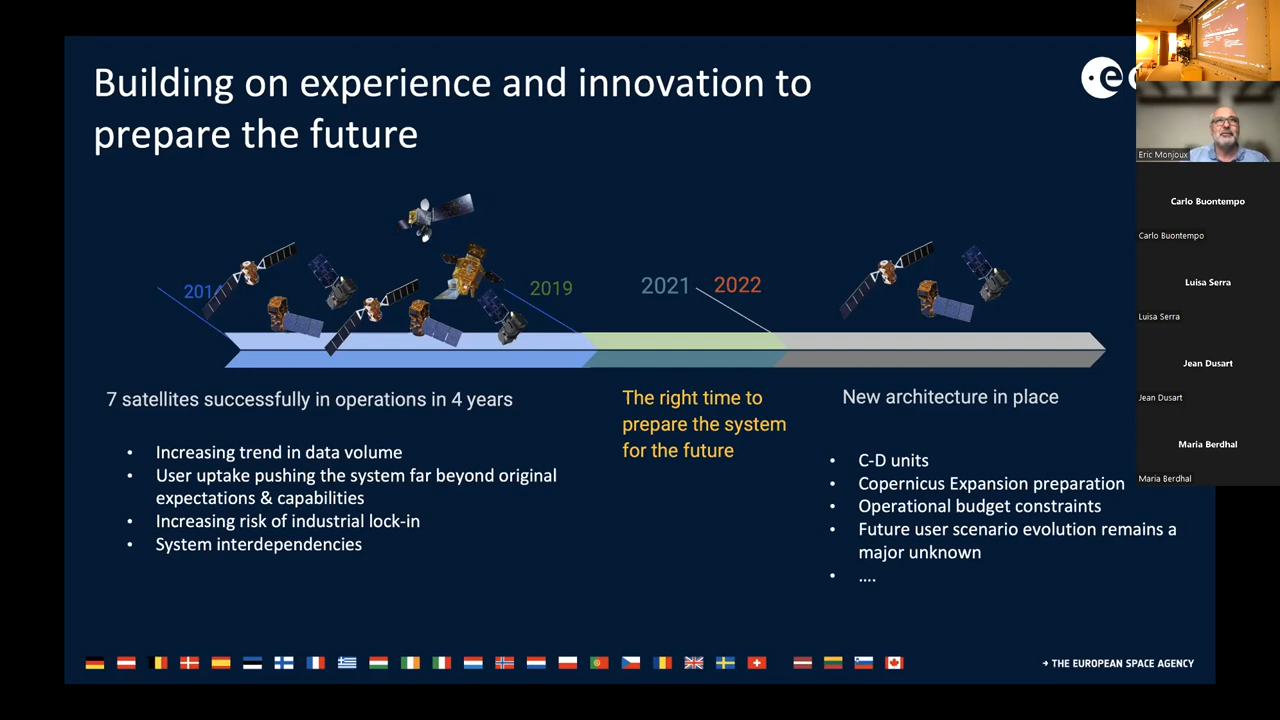 Building on experience and innovation to
prepare the future
2014
2019
2021
2022
7 satellites successfully in operations in 4 years
• Increasing trend in data volume
• User uptake pushing the system far beyond original
expectations & capabilities
• Increasing risk of industrial lock-in
• System interdependencies
The right time to
prepare the system
for the future
New architecture in place
• C-D units
• Copernicus Expansion preparation
• Operational budget constraints
• Future user scenario evolution remains a
major unknown
• ....
→ THE EUROPEAN SPACE AGENCY
Eric Monjoux
Carlo Buontempo
Carlo Buontempo
Luisa Serra
Luisa Serra
Jean Dusart
Jean Dusart
Maria Berdhal
Maria Berdhal